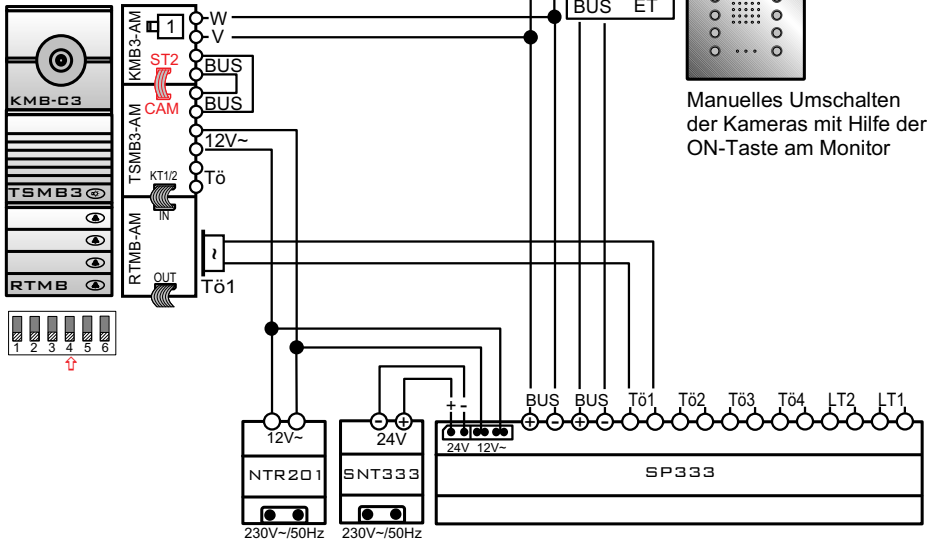 BUS ET
KMB3-AM
1
W
V
ST2
BUS
CAM
BUS
KMB-C3
TSMB3-AM
12V~
Tö
KT1/2
IN
TSMB3
RTMB-AM
~
OUT
Tö1
RTMB
1 2 3 4 5 6
Manuelles Umschalten
der Kameras mit Hilfe der
ON-Taste am Monitor
+ -
BUS BUS Tö1 Tö2 Tö3 Tö4 LT2 LT1
+ - + -
- +
12V~
24V
24V 12V~
NTR201
SNT333
SP333
230V~/50Hz
230V~/50Hz